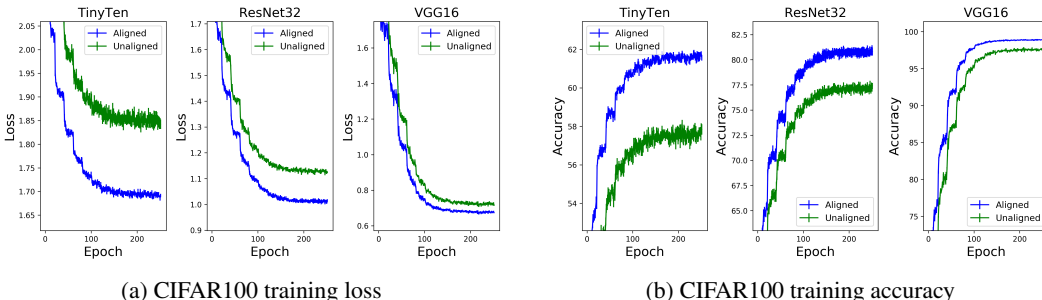 TinyTen
ResNet32
VGG16
Aligned
Unaligned
Aligned
Unaligned
Aligned
Unaligned
Loss
2.05
2.00
1.95
1.90
1.85
1.80
1.75
1.70
1.65
0 100 200
Epoch
Loss
1.7
1.6
1.5
1.4
1.3
1.2
1.1
1.0
0.9
0 100 200
Epoch
Loss
1.6
1.4
1.2
1.0
0.8
0.6
0 100 200
Epoch
(a) CIFAR100 training loss
TinyTen
ResNet32
VGG16
Accuracy
62
60
58
56
54
0 100 200
Epoch
Aligned
Unaligned
Accuracy
82.5
80.0
77.5
75.0
72.5
70.0
67.5
65.0
0 100 200
Epoch
Aligned
Unaligned
Accuracy
100
95
90
85
80
75
0 100 200
Epoch
Aligned
Unaligned
(b) CIFAR100 training accuracy